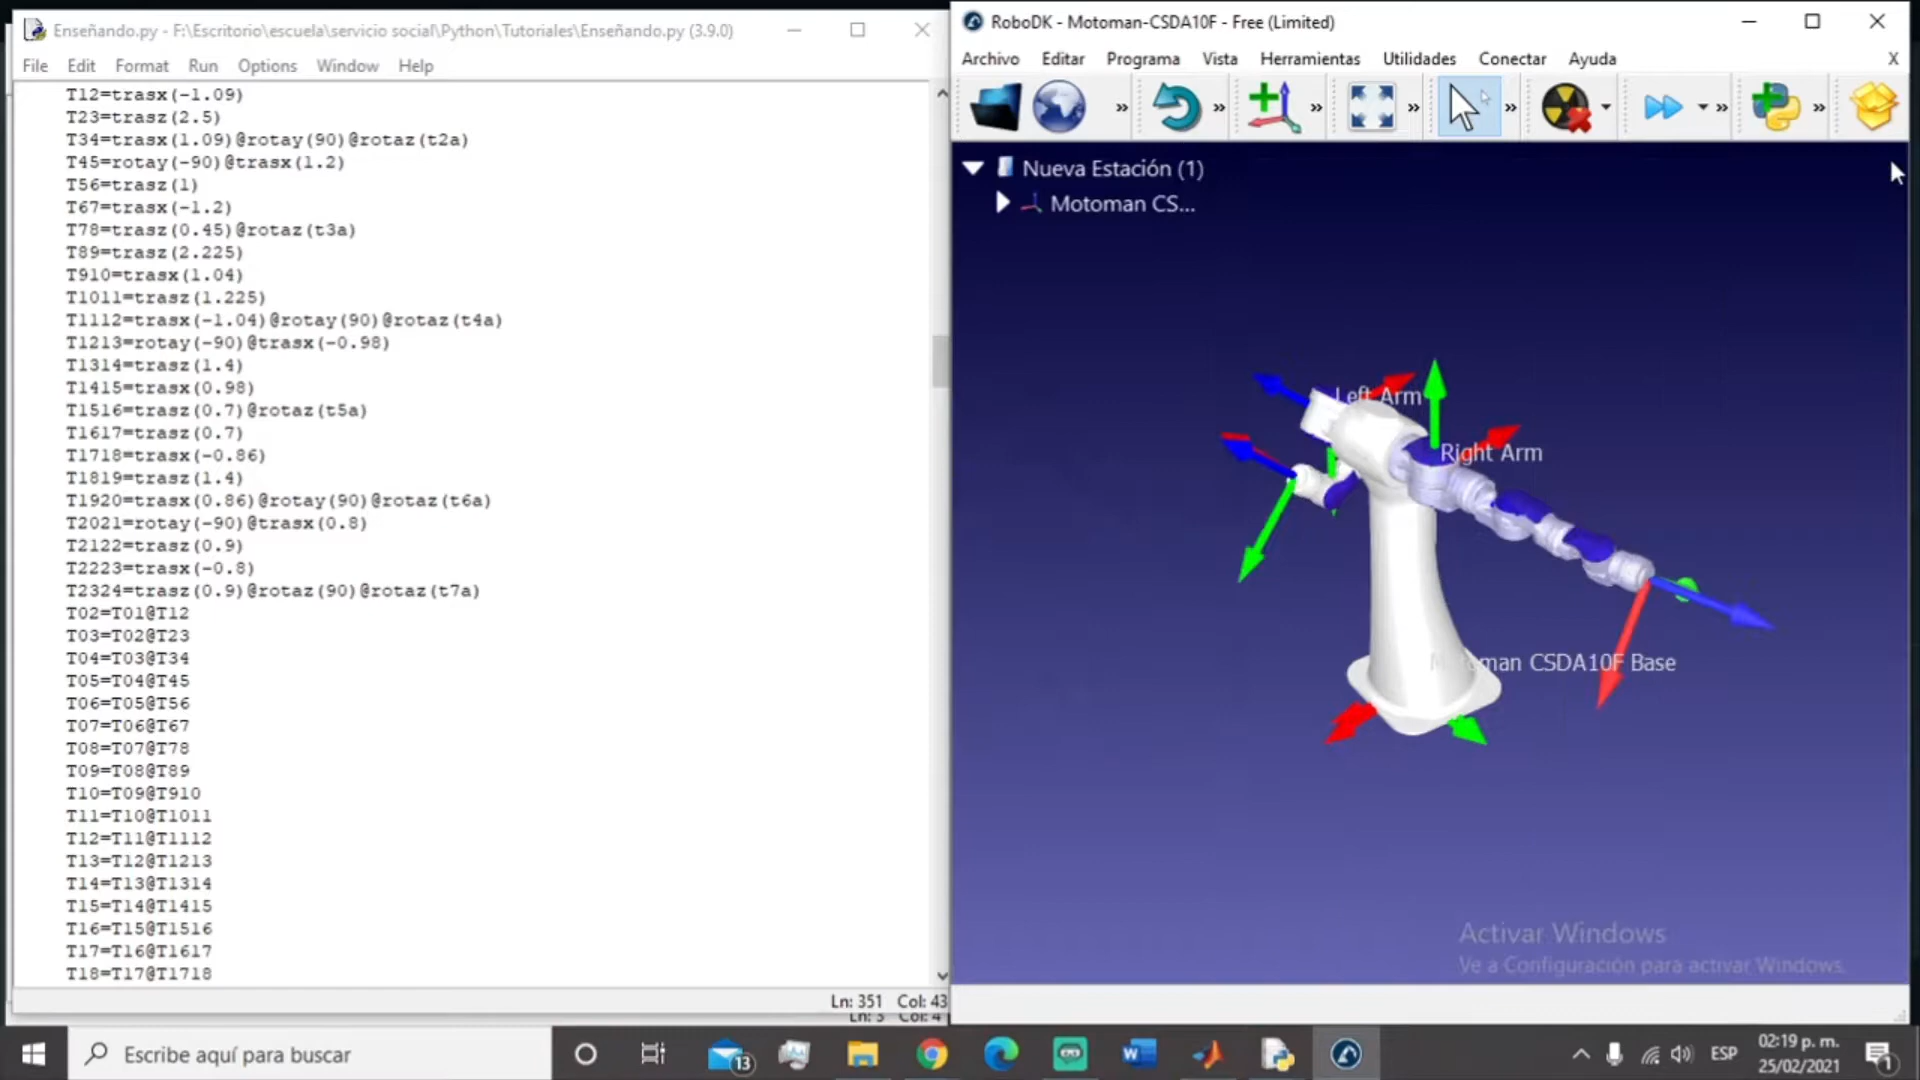 Enseñando.py - F:\Escritorio\escuela\servicio social\Python\Tutoriales\Enseñando.py (3.9.0)
File Edit Format Run Options Window Help
T12=trasx(-1.09)
T23=trasz(2.5)
T34=trasx(1.09)@rotay(90)@rotaz(t2a)
T45=rotay(-90)@trasx(1.2)
T56=trasz(1)
T67=trasx(-1.2)
T78=trasz(0.45)@rotaz(t3a)
T89=trasz(2.225)
T910=trasx(1.04)
T1011=trasz(1.225)
T1112=trasx(-1.04)@rotay(90)@rotaz(t4a)
T1213=rotay(-90)@trasx(-0.98)
T1314=trasz(1.4)
T1415=trasx(0.98)
T1516=trasz(0.7)@rotaz(t5a)
T1617=trasz(0.7)
T1718=trasx(-0.86)
T1819=trasz(1.4)
T1920=trasx(0.86)@rotay(90)@rotaz(t6a)
T2021=rotay(-90)@trasx(0.8)
T2122=trasz(0.9)
T2223=trasx(-0.8)
T2324=trasz(0.9)@rotaz(90)@rotaz(t7a)
T02=T01@T12
T03=T02@T23
T04=T03@T34
T05=T04@T45
T06=T05@T56
T07=T06@T67
T08=T07@T78
T09=T08@T89
T10=T09@T910
T11=T10@T1011
T12=T11@T1112
T13=T12@T1213
T14=T13@T1314
T15=T14@T1415
T16=T15@T1516
T17=T16@T1617
T18=T17@T1718
Ln: 351 Col: 43
Ln: 3 Col: 4
RoboDK - Motoman-CSDA10F - Free (Limited)
Archivo Editar Programa Vista Herramientas Utilidades Conectar Ayuda X
Nueva Estación (1)
Motoman CS...
Left Arm
Right Arm
CSDA10F Base
Activar Windows
Ve a Configuración para activar Windows.
Escribe aquí para buscar
13
ESP
02:19 p. m.
25/02/2021
1